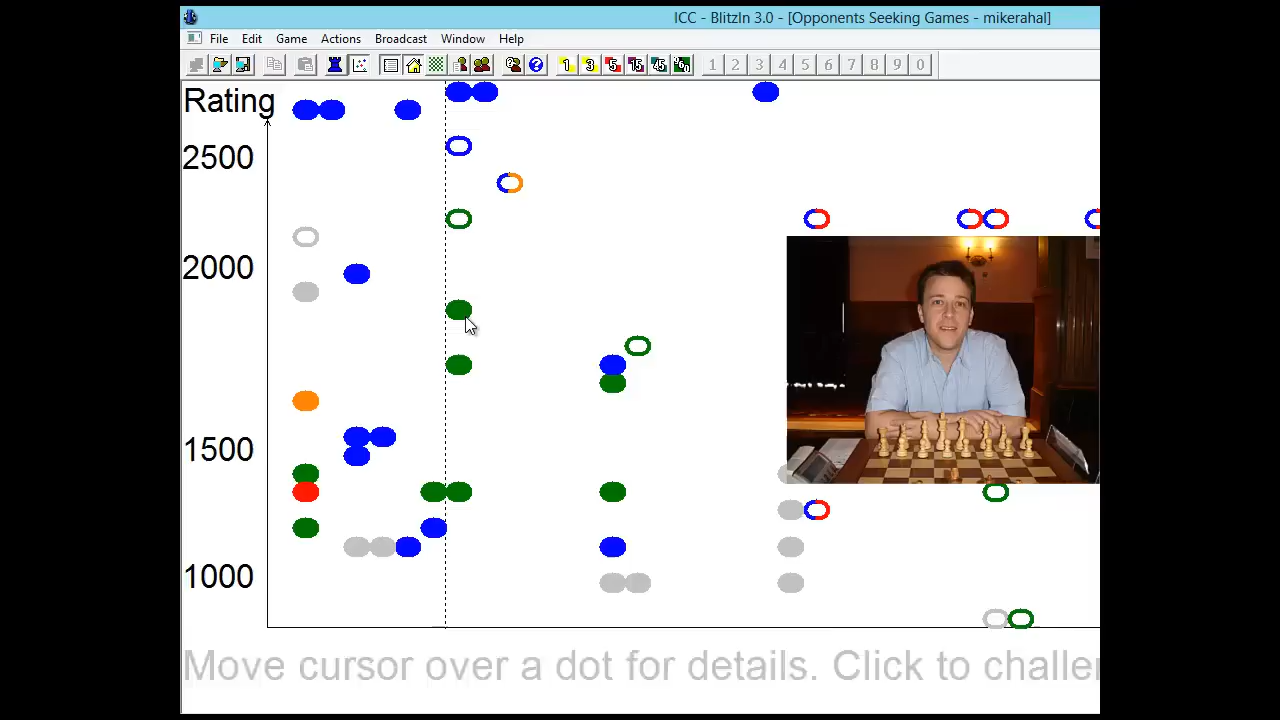 ICC - BlitzIn 3.0 - [Opponents Seeking Games - mikerahal]
File Edit Game Actions Broadcast Window Help
1 3 5 15 45 1 2 3 4 5 6 7 8 9 0
Rating
2500
2000
1500
1000
Move cursor over a dot for details. Click to challe